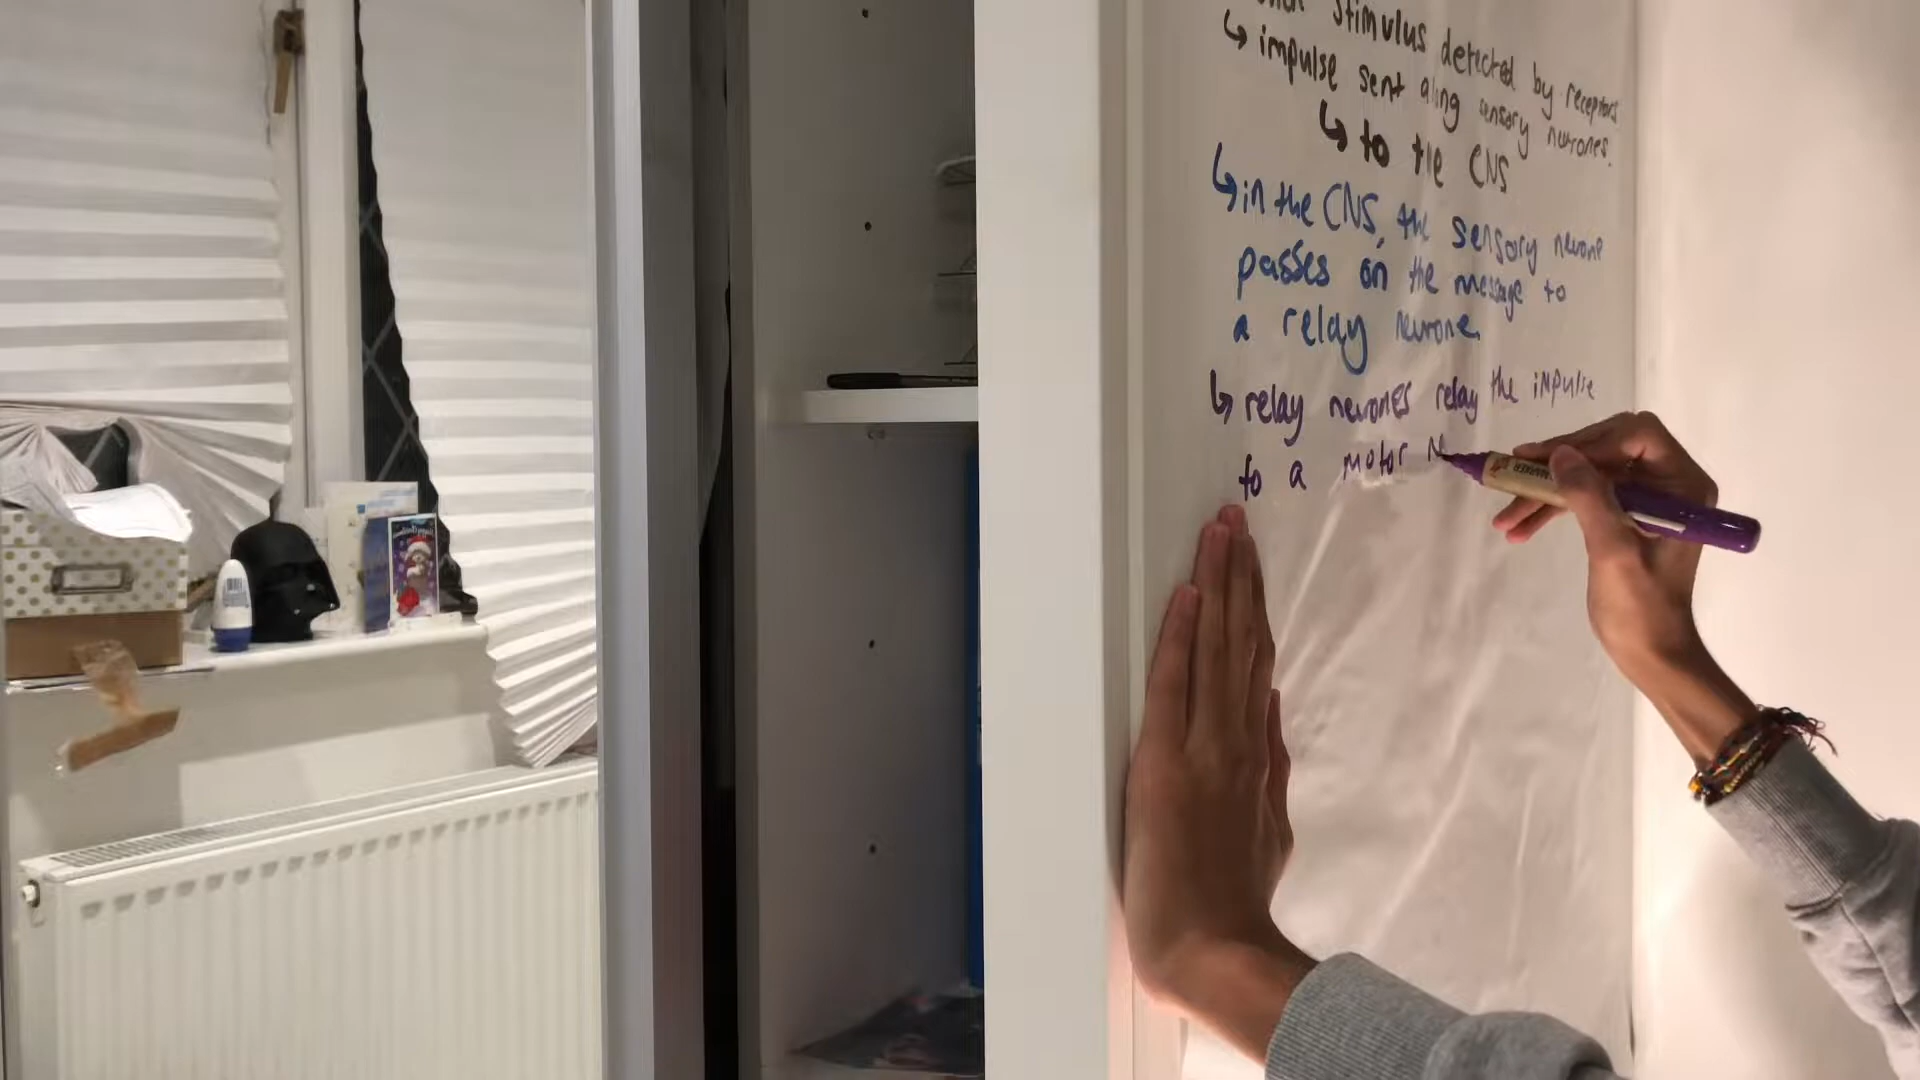 stimulus detected by receptors
↳ impulse sent along sensory neurones.
↳ to the CNS
↳ in the CNS, the sensory neurone
passes on the message to
a relay neurone.
↳ relay neurones relay the impulse
to a motor N